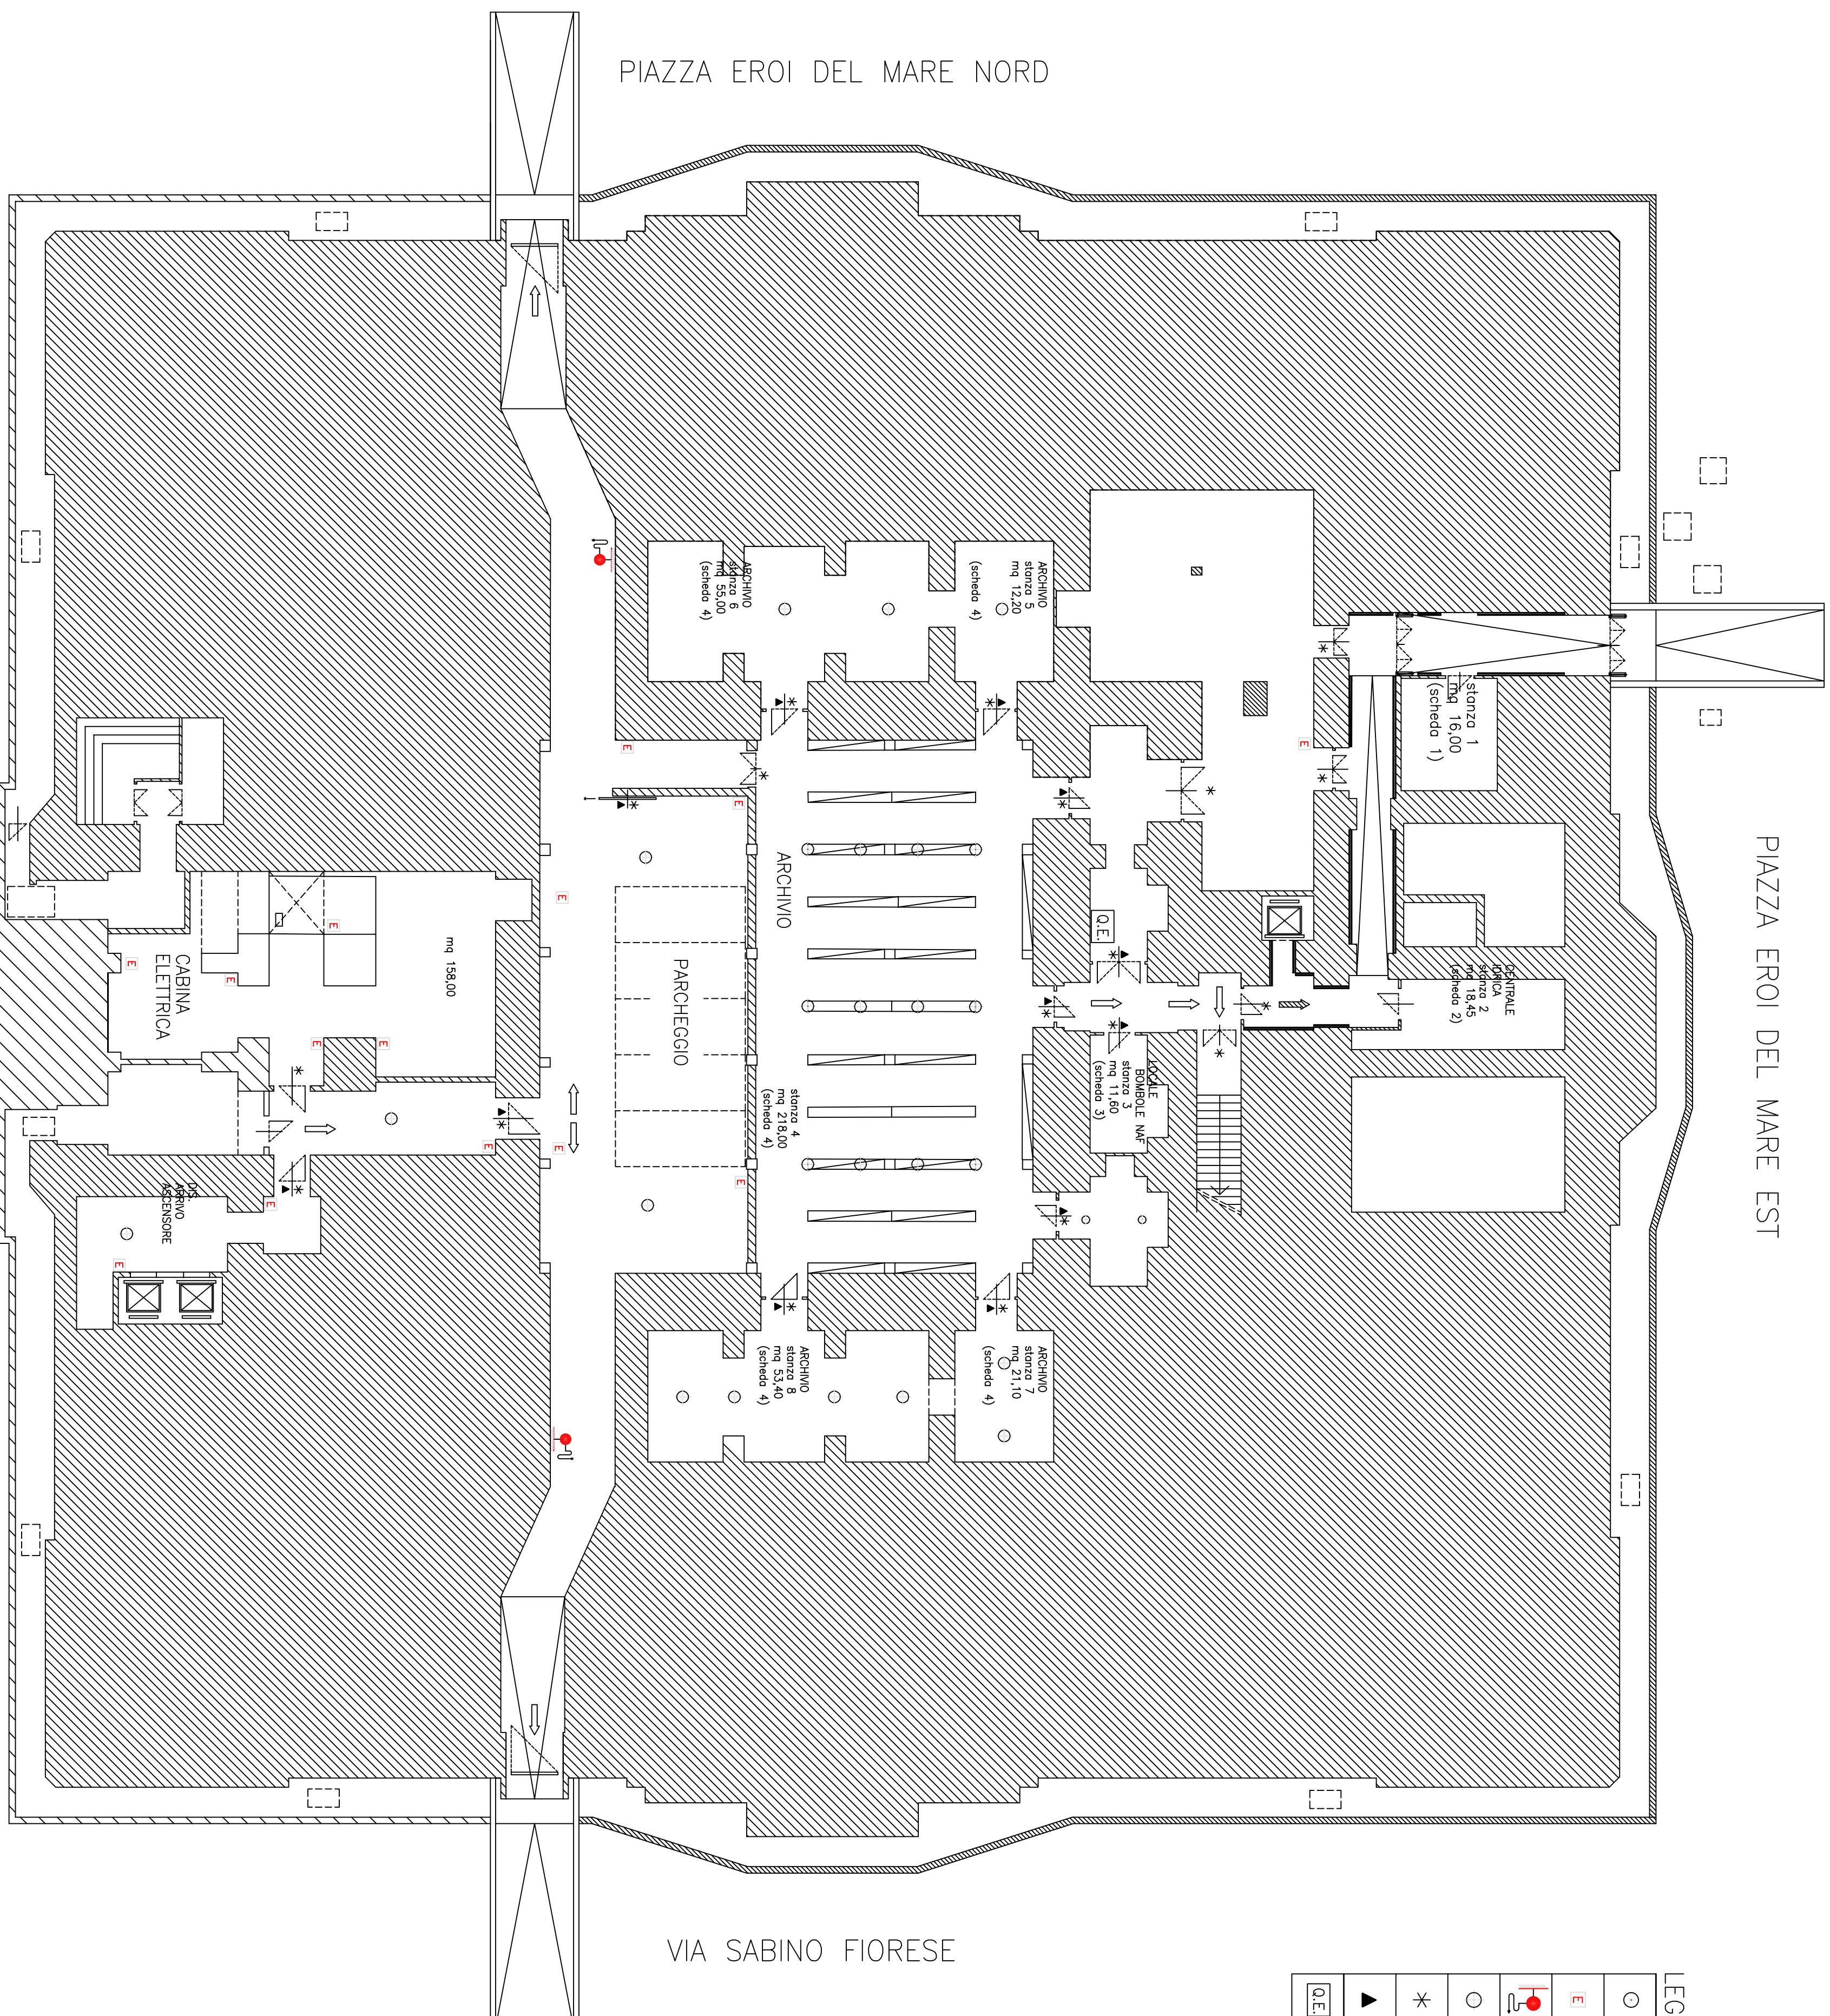 PIAZZA EROI DEL MARE NORD
PIAZZA EROI DEL MARE EST
VIA SABINO FIORESE
stanza 1
mq 16,00
(scheda 1)
CENTRALE
IDRICA
stanza 2
mq 18,45
(scheda 2)
ARCHIVIO
stanza 5
mq 12,20
(scheda 4)
ARCHIVIO
stanza 6
mq 55,00
(scheda 4)
Q.E.
LOCALE
BOMBOLE NAF
stanza 3
mq 11,60
(scheda 3)
ARCHIVIO
stanza 4
mq 218,00
(scheda 4)
PARCHEGGIO
ARCHIVIO
stanza 7
mq 21,10
(scheda 4)
ARCHIVIO
stanza 8
mq 53,40
(scheda 4)
mq 158,00
CABINA
ELETTRICA
DIS.
ARRIVO
ASCENSORE
E
E
E
E
E
E
E
E
E
E
E
E
E
E
LEG
E
Q.E.